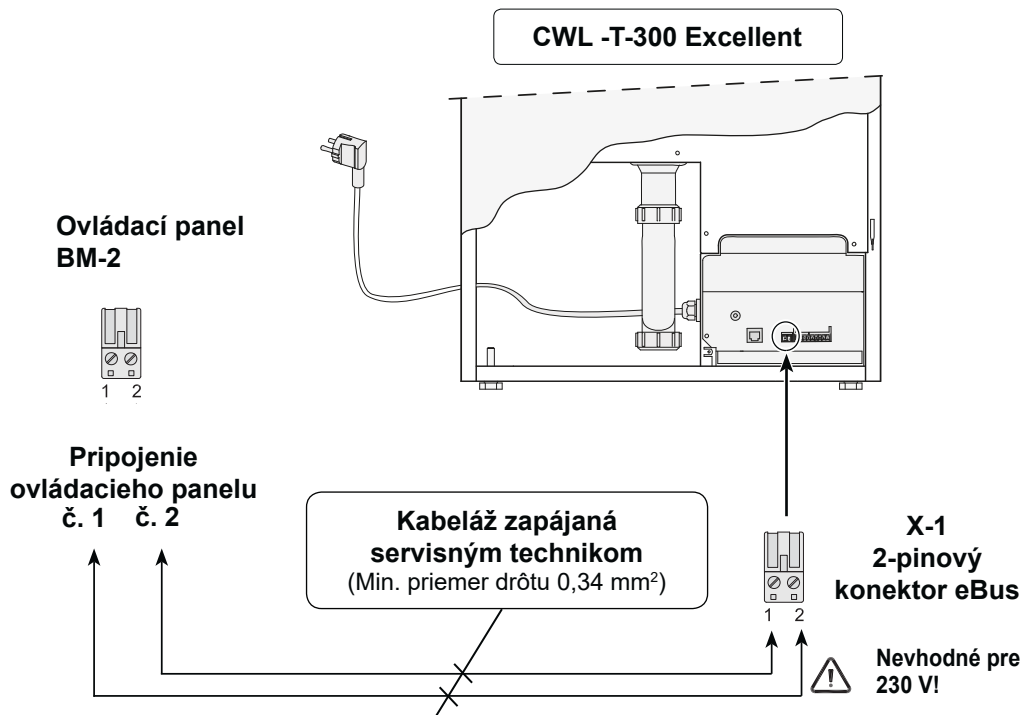 CWL -T-300 Excellent
Ovládací panel
BM-2
1 2
Pripojenie
ovládacieho panelu
č. 1 č. 2
Kabeláž zapájaná
servisným technikom
(Min. priemer drôtu 0,34 mm²)
X-1
2-pinový
konektor eBus
1 2
Nevhodné pre
230 V!